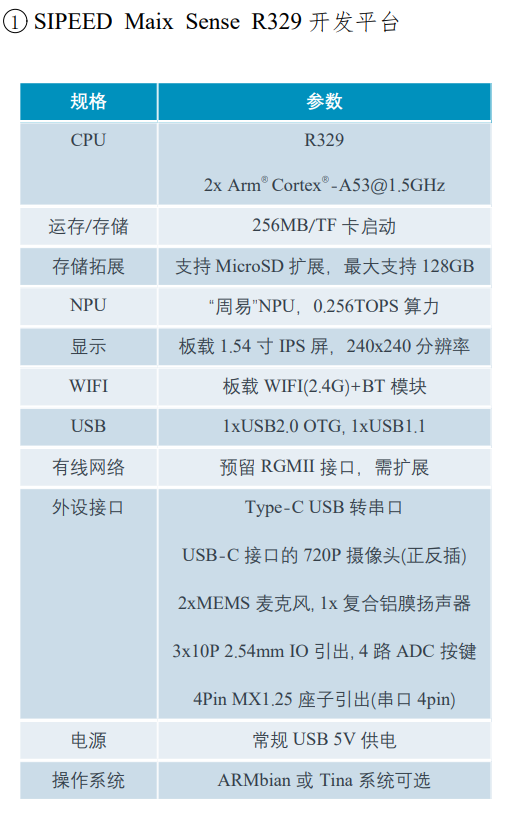 ① SIPEED Maix Sense R329 开发平台
规格 参数
CPU R329
2x Arm® Cortex®-A53@1.5GHz
运存/存储 256MB/TF 卡启动
存储拓展 支持 MicroSD 扩展，最大支持 128GB
NPU “周易”NPU，0.256TOPS 算力
显示 板载 1.54 寸 IPS 屏，240x240 分辨率
WIFI 板载 WIFI(2.4G)+BT 模块
USB 1xUSB2.0 OTG, 1xUSB1.1
有线网络 预留 RGMII 接口，需扩展
外设接口 Type-C USB 转串口
USB-C 接口的 720P 摄像头(正反插)
2xMEMS 麦克风, 1x 复合铝膜扬声器
3x10P 2.54mm IO 引出, 4 路 ADC 按键
4Pin MX1.25 座子引出(串口 4pin)
电源 常规 USB 5V 供电
操作系统 ARMbian 或 Tina 系统可选